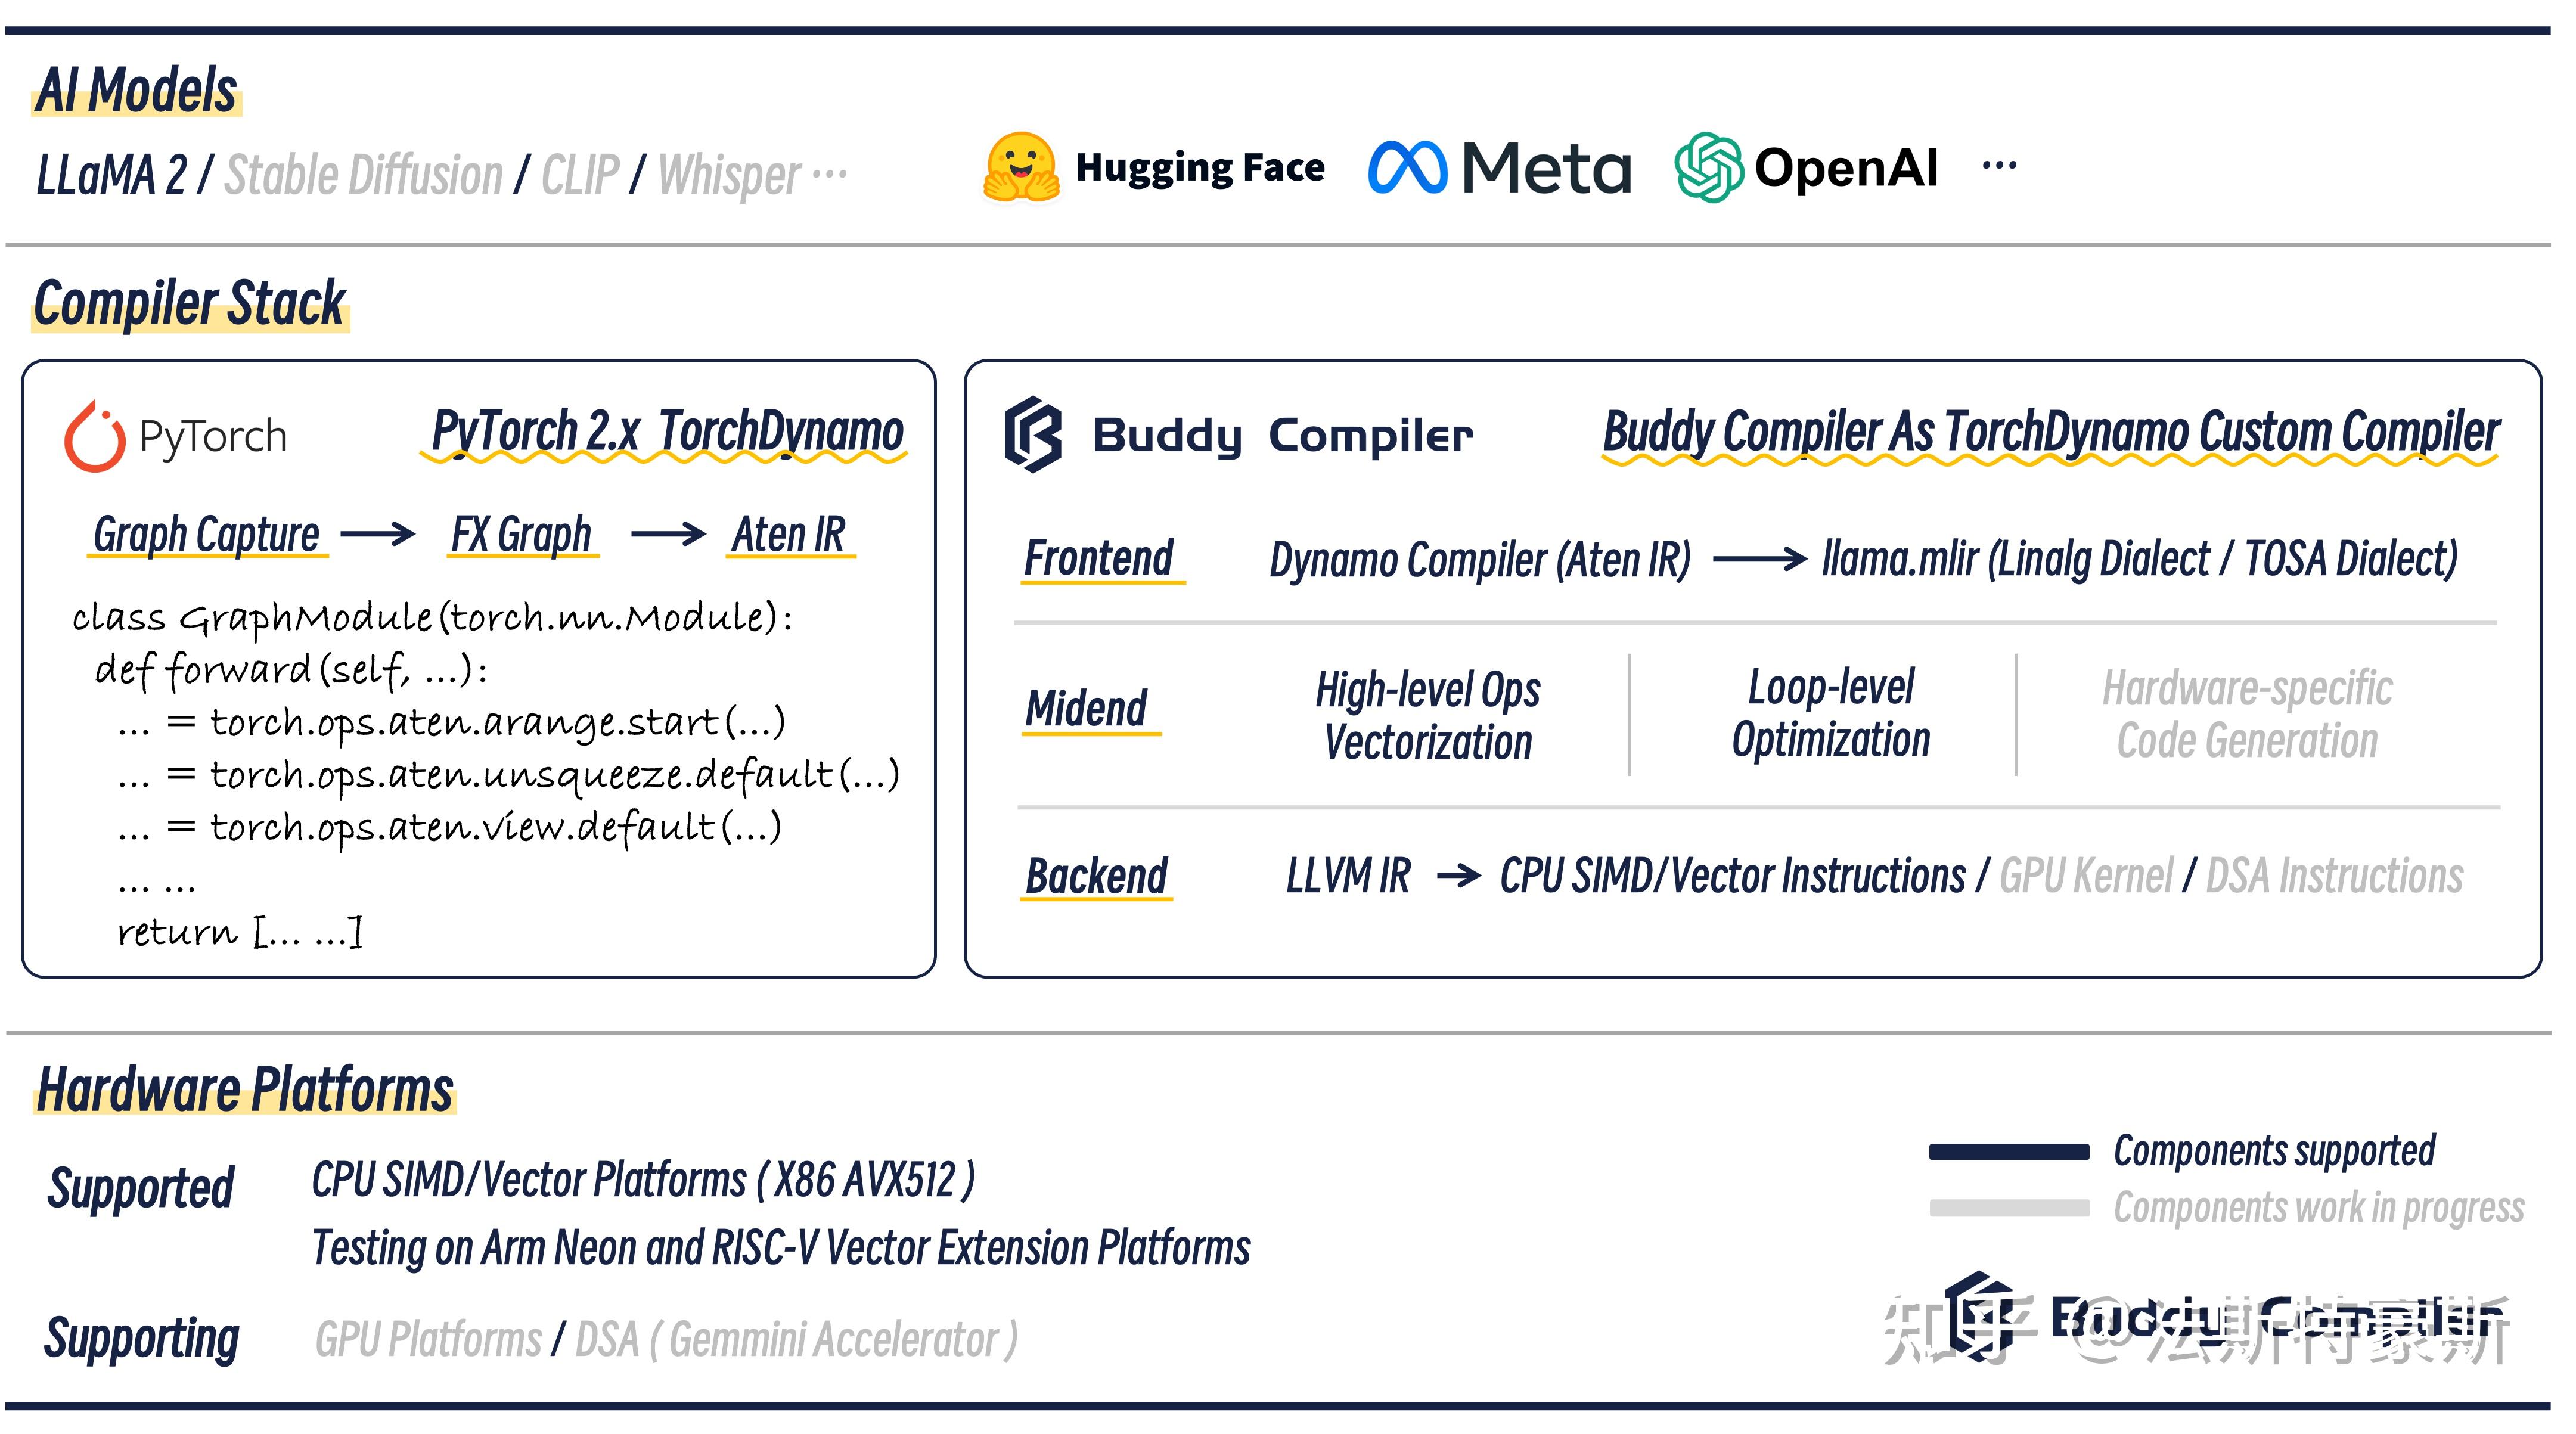 AI Models
LLaMA 2 / Stable Diffusion / CLIP / Whisper ···
Hugging Face
Meta
OpenAI ···
Compiler Stack
PyTorch
PyTorch 2.x TorchDynamo
Graph Capture → FX Graph → Aten IR
class GraphModule(torch.nn.Module):
def forward(self, ...):
... = torch.ops.aten.arange.start(...)
... = torch.ops.aten.unsqueeze.default(...)
... = torch.ops.aten.view.default(...)
... ...
return [... ...]
Buddy Compiler
Buddy Compiler As TorchDynamo Custom Compiler
Frontend
Dynamo Compiler (Aten IR) → llama.mlir (Linalg Dialect / TOSA Dialect)
Midend
High-level Ops
Vectorization
Loop-level
Optimization
Hardware-specific
Code Generation
Backend
LLVM IR → CPU SIMD/Vector Instructions / GPU Kernel / DSA Instructions
Hardware Platforms
Supported
CPU SIMD/Vector Platforms ( X86 AVX512 )
Testing on Arm Neon and RISC-V Vector Extension Platforms
Supporting
GPU Platforms / DSA ( Gemmini Accelerator )
Components supported
Components work in progress
Buddy Compiler
知乎 @法斯特豪斯